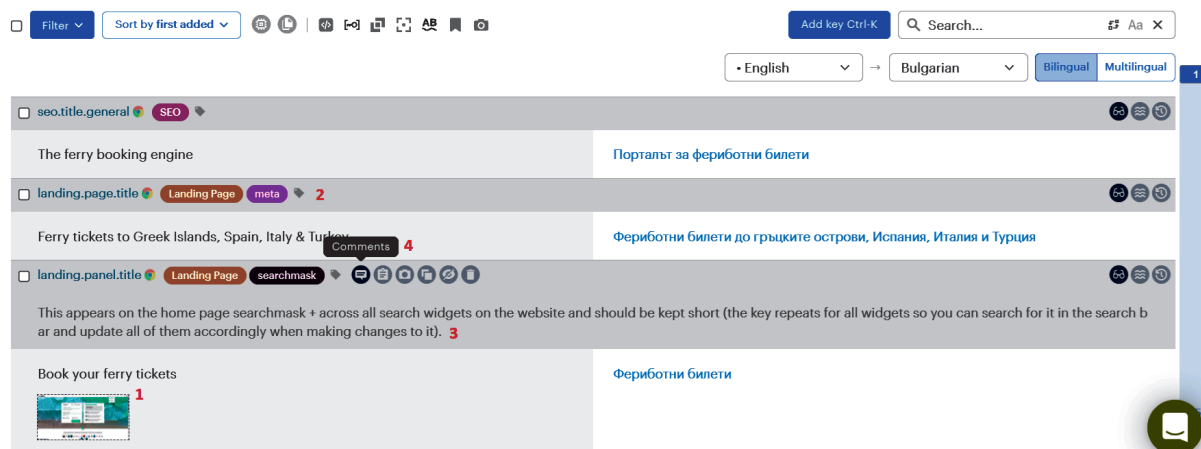 Filter Sort by first added Add key Ctrl-K Search... Aa
• English → Bulgarian Bilingual Multilingual
1
seo.title.general SEO
The ferry booking engine Порталът за фериботни билети
landing.page.title Landing Page meta 2
Ferry tickets to Greek Islands, Spain, Italy & Turkey Фериботни билети до гръцките острови, Испания, Италия и Турция
Comments 4
landing.panel.title Landing Page searchmask
This appears on the home page searchmask + across all search widgets on the website and should be kept short (the key repeats for all widgets so you can search for it in the search b
ar and update all of them accordingly when making changes to it). 3
Book your ferry tickets Фериботни билети
1